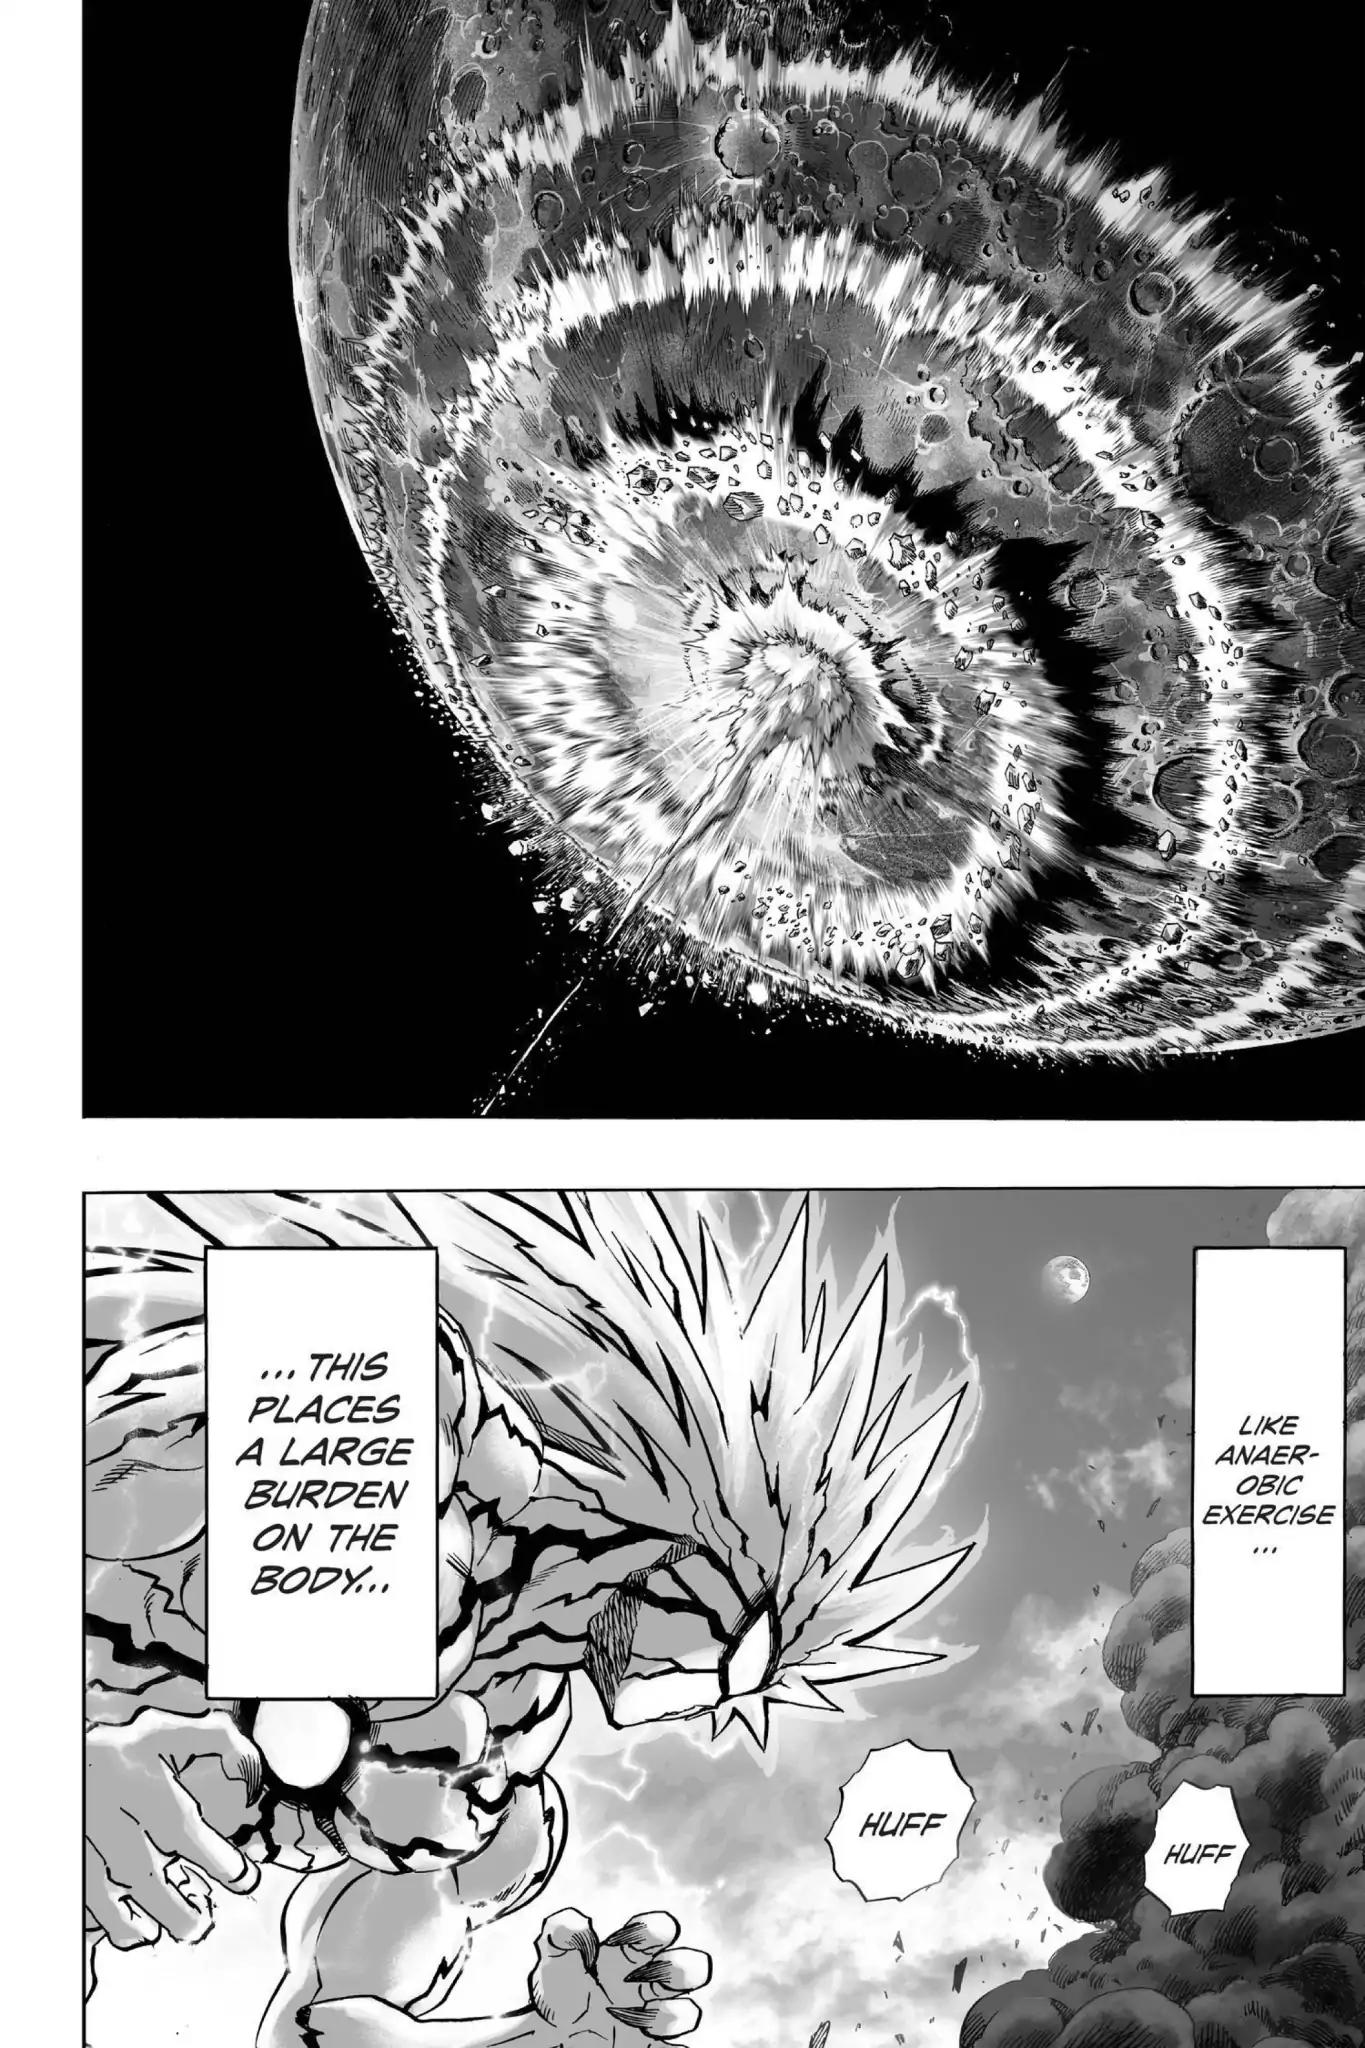 LIKE
ANAER-
OBIC
EXERCISE
...
...THIS
PLACES
A LARGE
BURDEN
ON THE
BODY...
HUFF
HUFF